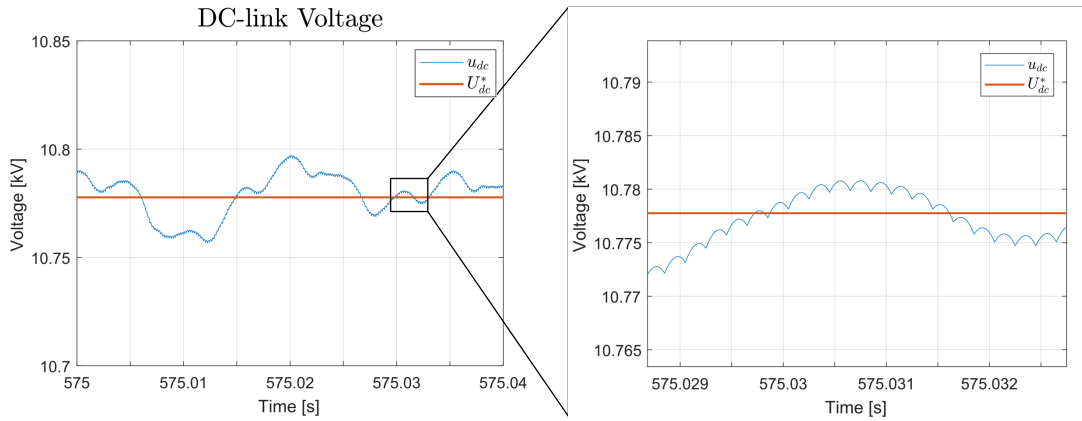 DC-link Voltage
10.85
10.8
10.75
10.7
Voltage [kV]
575
575.01
575.02
575.03
575.04
Time [s]
u_dc
U*_dc
10.79
10.785
10.78
10.775
10.77
10.765
Voltage [kV]
575.029
575.03
575.031
575.032
Time [s]
u_dc
U*_dc